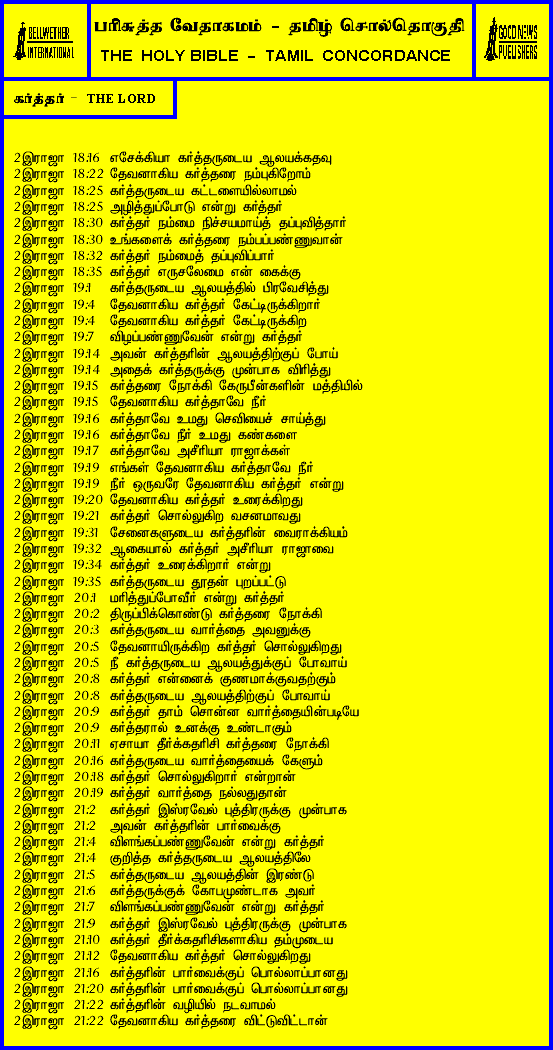 BELLWETHER
INTERNATIONAL
பரிசுத்த வேதாகமம் - தமிழ் சொல்தொகுதி
THE HOLY BIBLE - TAMIL CONCORDANCE
GOOD NEWS
PUBLISHERS
கர்த்தர் - THE LORD
2இராஜா 18:16 எசேக்கியா கர்த்தருடைய ஆலயக்கதவு
2இராஜா 18:22 தேவனாகிய கர்த்தரை நம்புகிறோம்
2இராஜா 18:25 கர்த்தருடைய கட்டளையில்லாமல்
2இராஜா 18:25 அழித்துப்போடு என்று கர்த்தர்
2இராஜா 18:30 கர்த்தர் நம்மை நிச்சயமாய்த் தப்புவித்தார்
2இராஜா 18:30 உங்களைக் கர்த்தரை நம்பப்பண்ணுவான்
2இராஜா 18:32 கர்த்தர் நம்மைத் தப்புவிப்பார்
2இராஜா 18:35 கர்த்தர் எருசலேமை என் கைக்கு
2இராஜா 19:1 கர்த்தருடைய ஆலயத்தில் பிரவேசித்து
2இராஜா 19:4 தேவனாகிய கர்த்தர் கேட்டிருக்கிறார்
2இராஜா 19:4 தேவனாகிய கர்த்தர் கேட்டிருக்கிற
2இராஜா 19:7 விழப்பண்ணுவேன் என்று கர்த்தர்
2இராஜா 19:14 அவன் கர்த்தரின் ஆலயத்திற்குப் போய்
2இராஜா 19:14 அதைக் கர்த்தருக்கு முன்பாக விரித்து
2இராஜா 19:15 கர்த்தரை நோக்கி கேருபீன்களின் மத்தியில்
2இராஜா 19:15 தேவனாகிய கர்த்தாவே நீர்
2இராஜா 19:16 கர்த்தாவே உமது செவியைச் சாய்த்து
2இராஜா 19:16 கர்த்தாவே நீர் உமது கண்களை
2இராஜா 19:17 கர்த்தாவே அசீரியா ராஜாக்கள்
2இராஜா 19:19 எங்கள் தேவனாகிய கர்த்தாவே நீர்
2இராஜா 19:19 நீர் ஒருவரே தேவனாகிய கர்த்தர் என்று
2இராஜா 19:20 தேவனாகிய கர்த்தர் உரைக்கிறது
2இராஜா 19:21 கர்த்தர் சொல்லுகிற வசனமாவது
2இராஜா 19:31 சேனைகளுடைய கர்த்தரின் வைராக்கியம்
2இராஜா 19:32 ஆகையால் கர்த்தர் அசீரியா ராஜாவை
2இராஜா 19:34 கர்த்தர் உரைக்கிறார் என்று
2இராஜா 19:35 கர்த்தருடைய தூதன் புறப்பட்டு
2இராஜா 20:1 மரித்துப்போவீர் என்று கர்த்தர்
2இராஜா 20:2 திருப்பிக்கொண்டு கர்த்தரை நோக்கி
2இராஜா 20:3 கர்த்தருடைய வார்த்தை அவனுக்கு
2இராஜா 20:5 தேவனாயிருக்கிற கர்த்தர் சொல்லுகிறது
2இராஜா 20:5 நீ கர்த்தருடைய ஆலயத்துக்குப் போவாய்
2இராஜா 20:8 கர்த்தர் என்னைக் குணமாக்குவதற்கும்
2இராஜா 20:8 கர்த்தருடைய ஆலயத்திற்குப் போவாய்
2இராஜா 20:9 கர்த்தர் தாம் சொன்ன வார்த்தையின்படியே
2இராஜா 20:9 கர்த்தரால் உனக்கு உண்டாகும்
2இராஜா 20:11 ஏசாயா தீர்க்கதரிசி கர்த்தரை நோக்கி
2இராஜா 20:16 கர்த்தருடைய வார்த்தையைக் கேளும்
2இராஜா 20:18 கர்த்தர் சொல்லுகிறார் என்றான்
2இராஜா 20:19 கர்த்தர் வார்த்தை நல்லதுதான்
2இராஜா 21:2 கர்த்தர் இஸ்ரவேல் புத்திரருக்கு முன்பாக
2இராஜா 21:2 அவன் கர்த்தரின் பார்வைக்கு
2இராஜா 21:4 விளங்கப்பண்ணுவேன் என்று கர்த்தர்
2இராஜா 21:4 குறித்த கர்த்தருடைய ஆலயத்திலே
2இராஜா 21:5 கர்த்தருடைய ஆலயத்தின் இரண்டு
2இராஜா 21:6 கர்த்தருக்குக் கோபமுண்டாக அவர்
2இராஜா 21:7 விளங்கப்பண்ணுவேன் என்று கர்த்தர்
2இராஜா 21:9 கர்த்தர் இஸ்ரவேல் புத்திரருக்கு முன்பாக
2இராஜா 21:10 கர்த்தர் தீர்க்கதரிசிகளாகிய தம்முடைய
2இராஜா 21:12 தேவனாகிய கர்த்தர் சொல்லுகிறது
2இராஜா 21:16 கர்த்தரின் பார்வைக்குப் பொல்லாப்பானது
2இராஜா 21:20 கர்த்தரின் பார்வைக்குப் பொல்லாப்பானது
2இராஜா 21:22 கர்த்தரின் வழியில் நடவாமல்
2இராஜா 21:22 தேவனாகிய கர்த்தரை விட்டுவிட்டான்